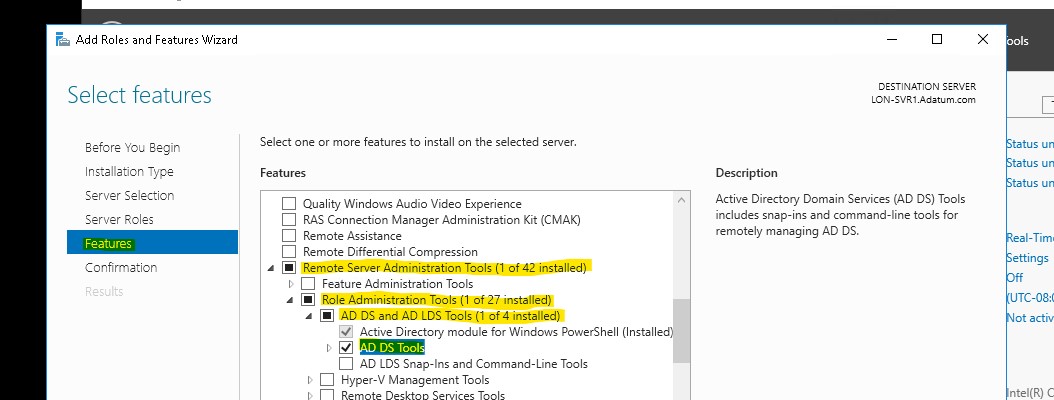 Add Roles and Features Wizard
ools
Select features
DESTINATION SERVER
LON-SVR1.Adatum.com
Before You Begin
Installation Type
Server Selection
Server Roles
Features
Confirmation
Results
Select one or more features to install on the selected server.
Features
Quality Windows Audio Video Experience
RAS Connection Manager Administration Kit (CMAK)
Remote Assistance
Remote Differential Compression
Remote Server Administration Tools (1 of 42 installed)
Feature Administration Tools
Role Administration Tools (1 of 27 installed)
AD DS and AD LDS Tools (1 of 4 installed)
Active Directory module for Windows PowerShell (Installed)
AD DS Tools
AD LDS Snap-Ins and Command-Line Tools
Hyper-V Management Tools
Remote Desktop Services Tools
Description
Active Directory Domain Services (AD DS) Tools
includes snap-ins and command-line tools for
remotely managing AD DS.
Status un
Status un
Status un
Real-Time
Settings
Off
(UTC-08:0
Not activ
Intel(R) C